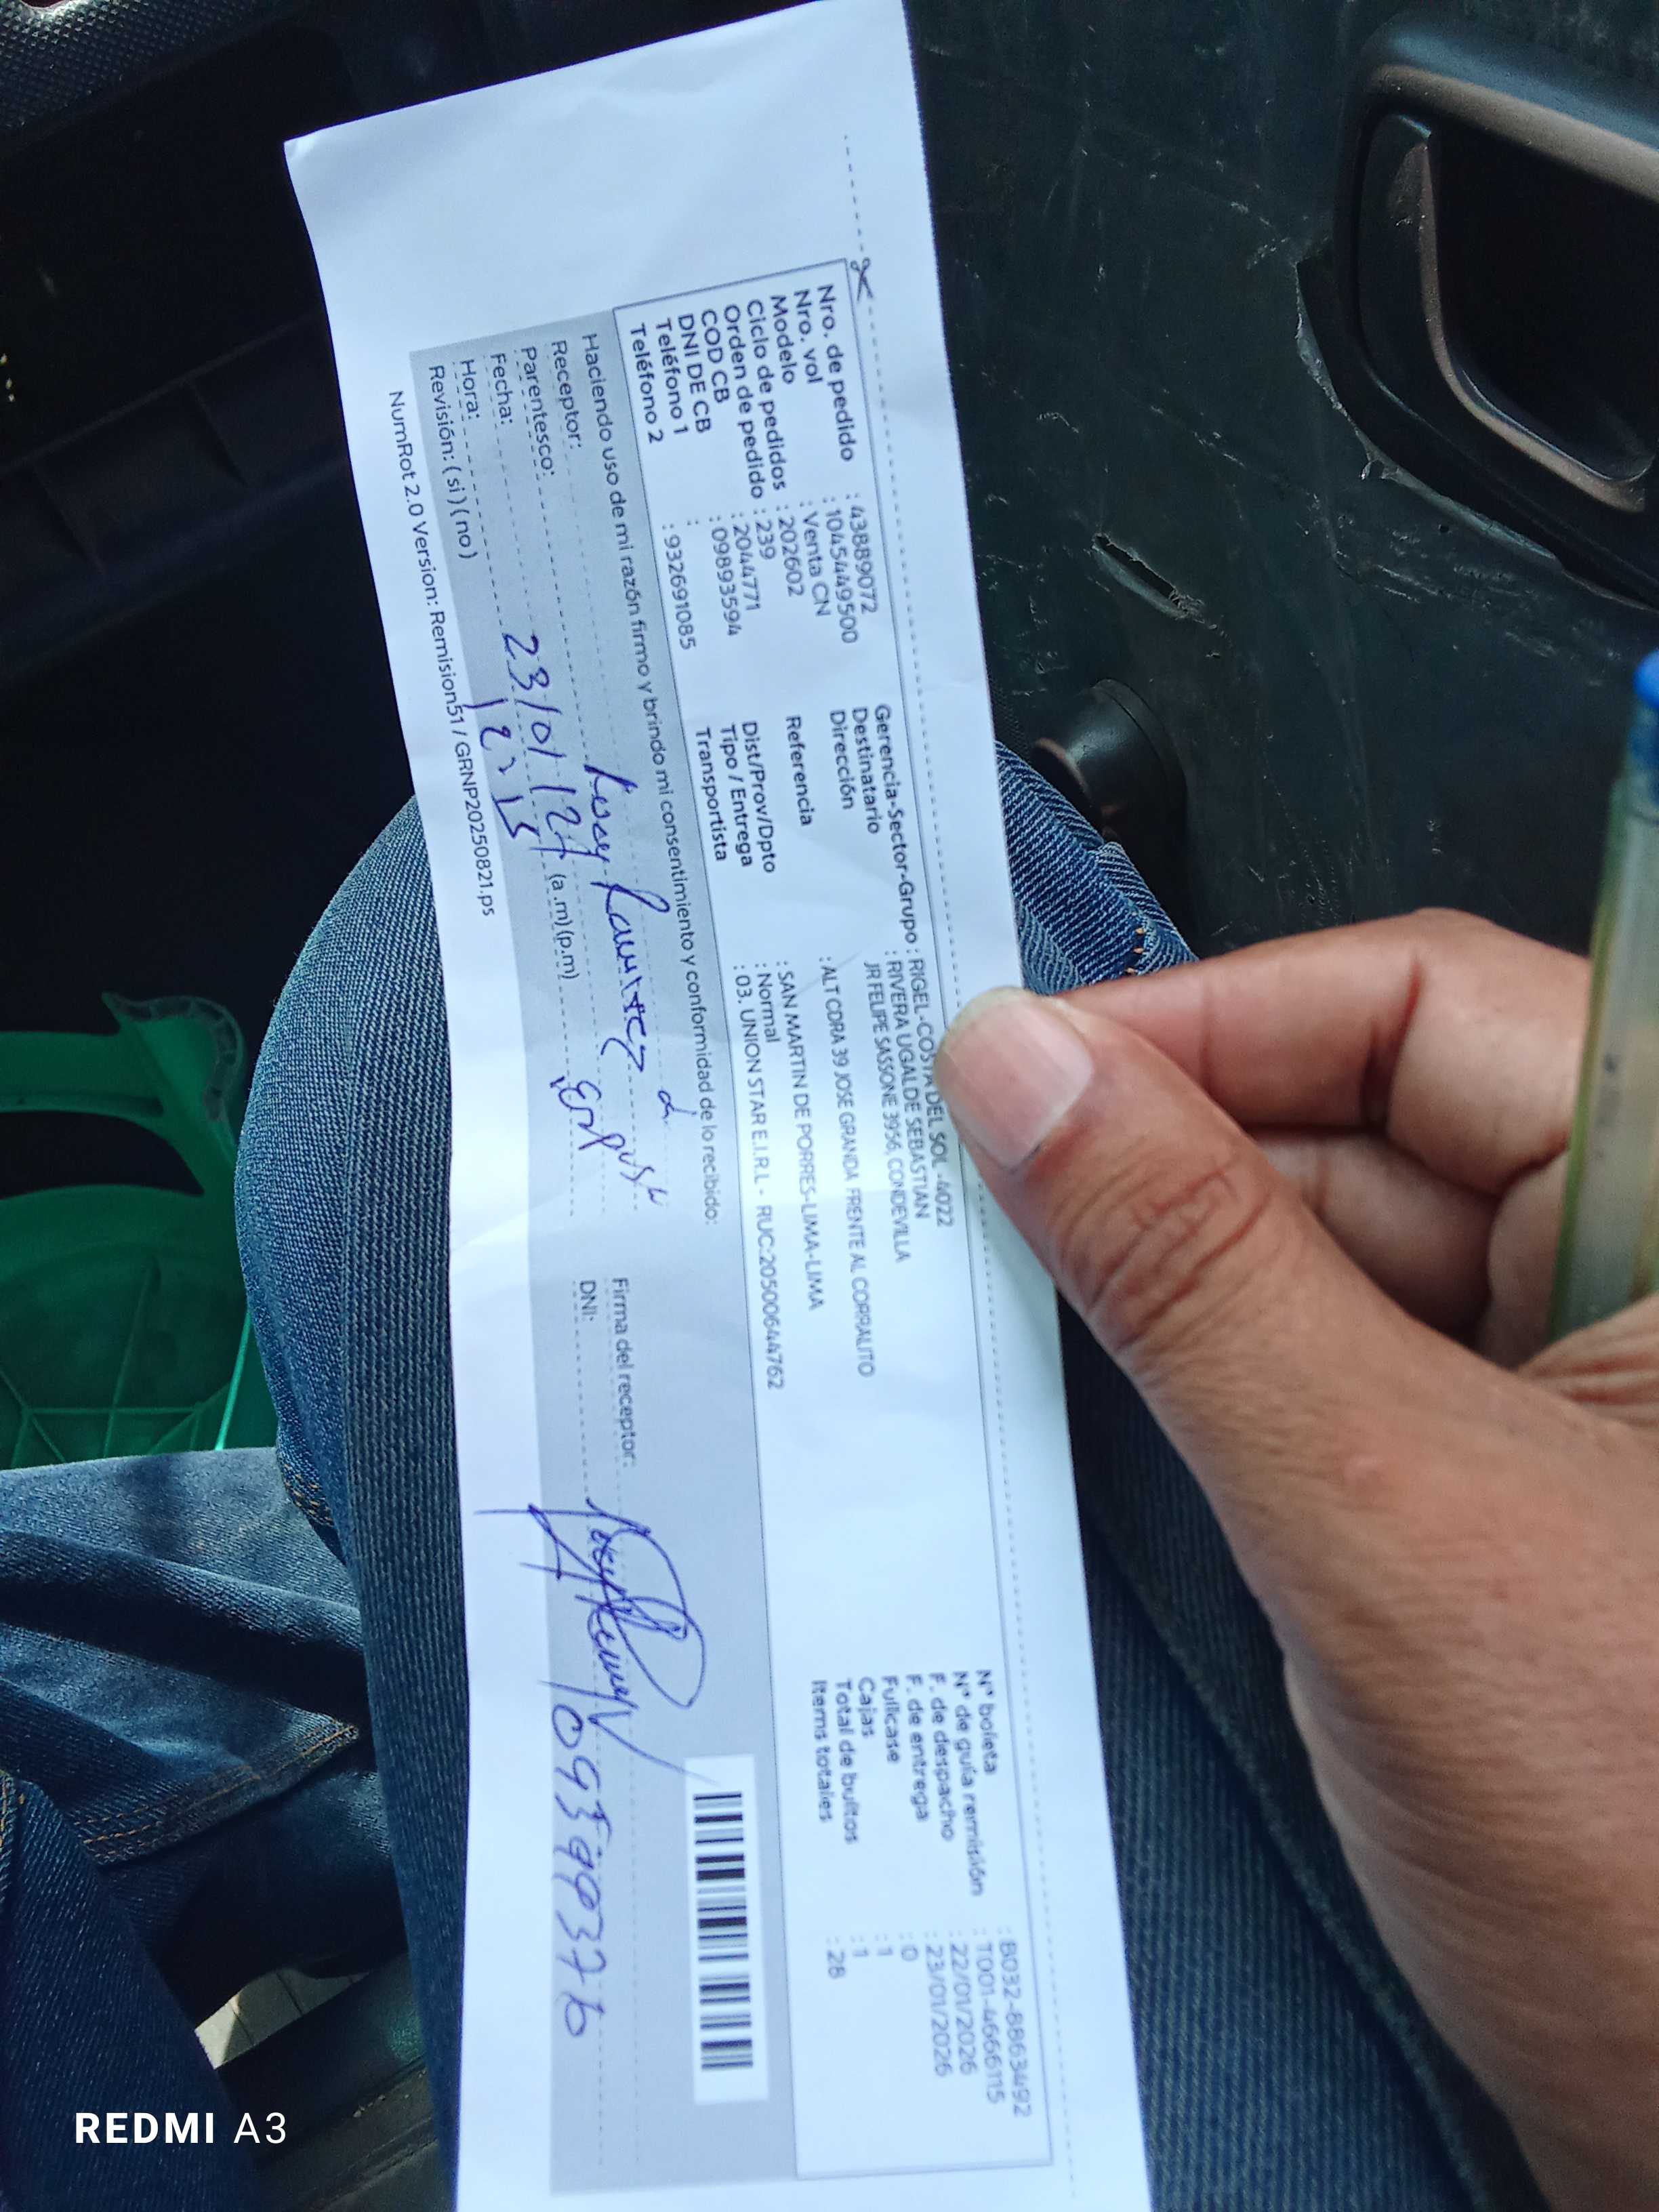 Nro. de pedido : 43889072
Nro. vol : 10454449500
Modelo : Venta CN
Ciclo de pedidos : 202602
Orden de pedido : 239
COD CB : 2044771
DNI DE CB : 09893594
Teléfono 1 :
Teléfono 2 : 932691085
Gerencia-Sector-Grupo : RIGEL-COSTA DEL SOL-4022
Destinatario : RIVERA UGALDE SEBASTIAN
Dirección JR FELIPE SASSONE 3956, CONDEVILLA
Referencia : ALT CDRA 39 JOSE GRANDA FRENTE AL CORRALITO
Dist/Prov/Dpto : SAN MARTIN DE PORRES-LIMA-LIMA
Tipo / Entrega : Normal
Transportista : 03. UNION STAR E.I.R.L - RUC:20500644762
N° boleta : B032-88634492
N° de guía remisión : T001-4666115
F. de despacho : 22/01/2026
F. de entrega : 23/01/2026
Fullcase : 0
Cajas : 1
Total de bultos : 1
Items totales : 28
Haciendo uso de mi razón firmo y brindo mi consentimiento y conformidad de lo recibido:
Receptor: Ramirez
Parentesco:
Fecha: 23/01/
Hora: (a.m)(p.m)
Revisión: ( si ) ( no )
Firma del receptor:
DNI:
NumRot 2.0 Version: Remision51 / GRNP20250821.ps
REDMI A3